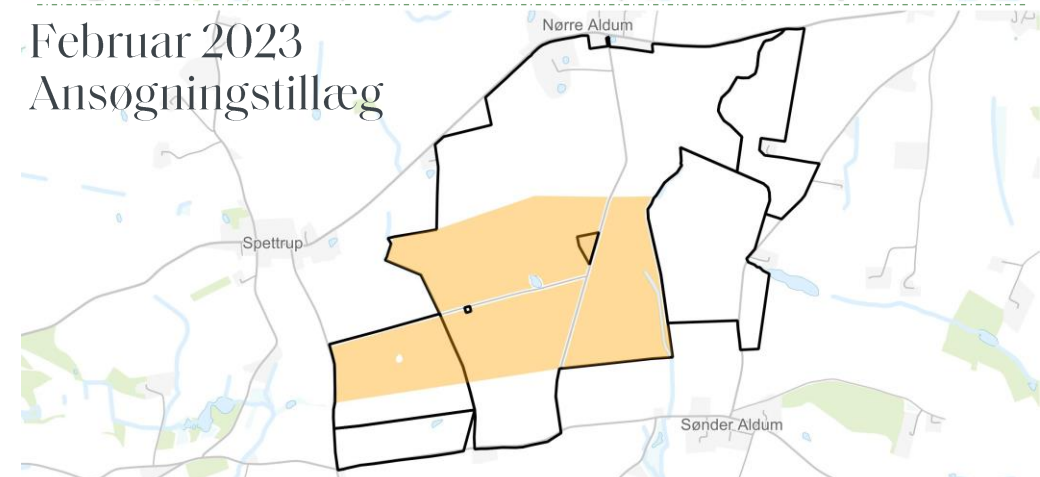 Februar 2023
Ansøgningstillæg
Nørre Aldum
Spettrup
Sønder Aldum